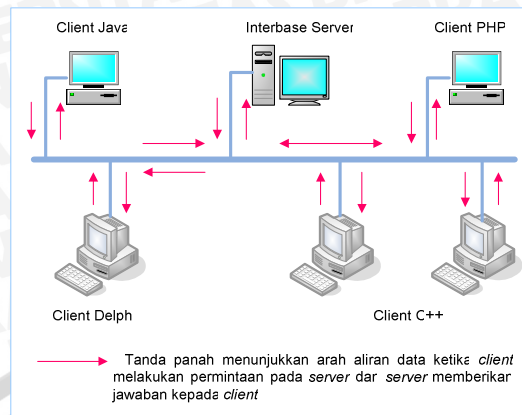 Client Java
Interbase Server
Client PHP
Client Delph
Client C++
Tanda panah menunjukkan arah aliran data ketika client
melakukan permintaan pada server dar server memberikan
jawaban kepada client